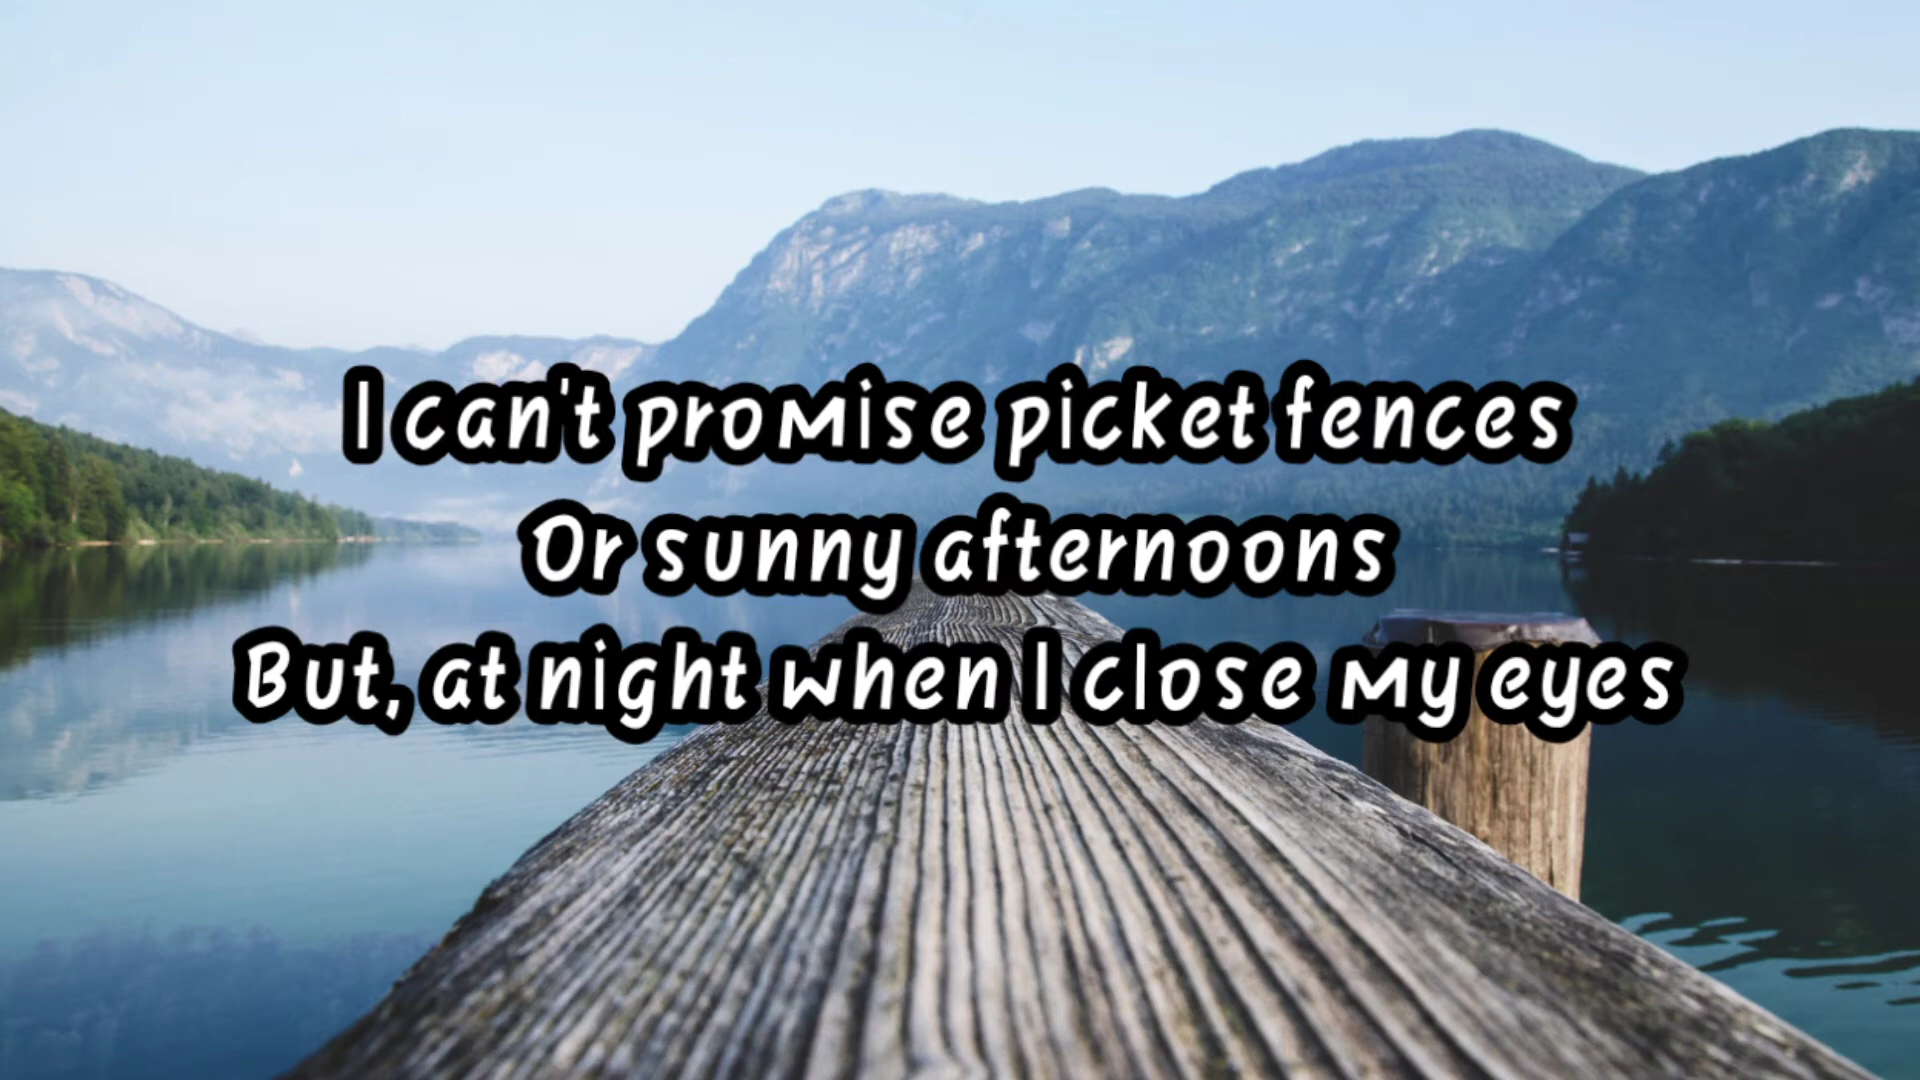 I can't promise picket fences
Or sunny afternoons
But, at night when I close my eyes